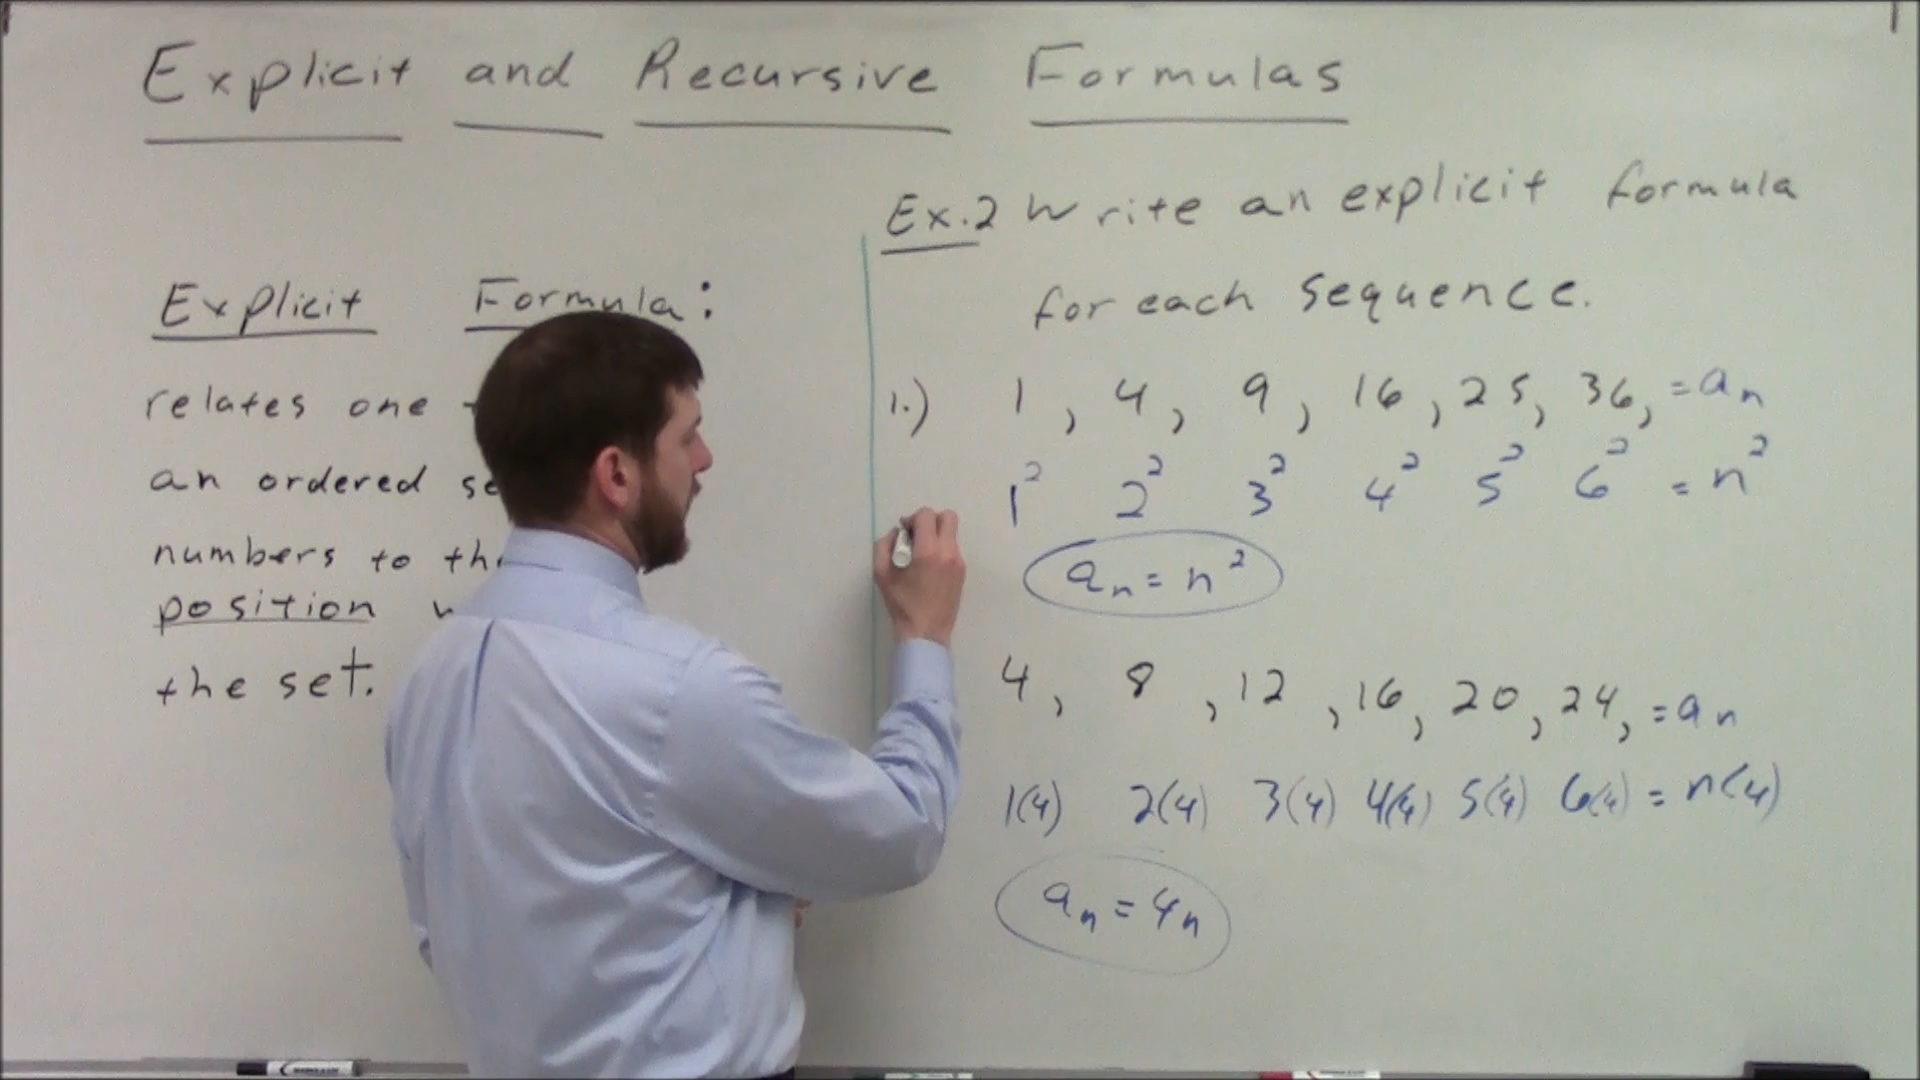 Explicit and Recursive Formulas
Explicit Formula:
relates one
an ordered
numbers to
position
the set.
Ex.2 Write an explicit formula
for each sequence.
1.) 1, 4, 9, 16, 25, 36, = aₙ
1² 2² 3² 4² 5² 6² = n²
aₙ = n²
4, 8, 12, 16, 20, 24, = aₙ
1(4) 2(4) 3(4) 4(4) 5(4) 6(4) = n(4)
aₙ = 4n